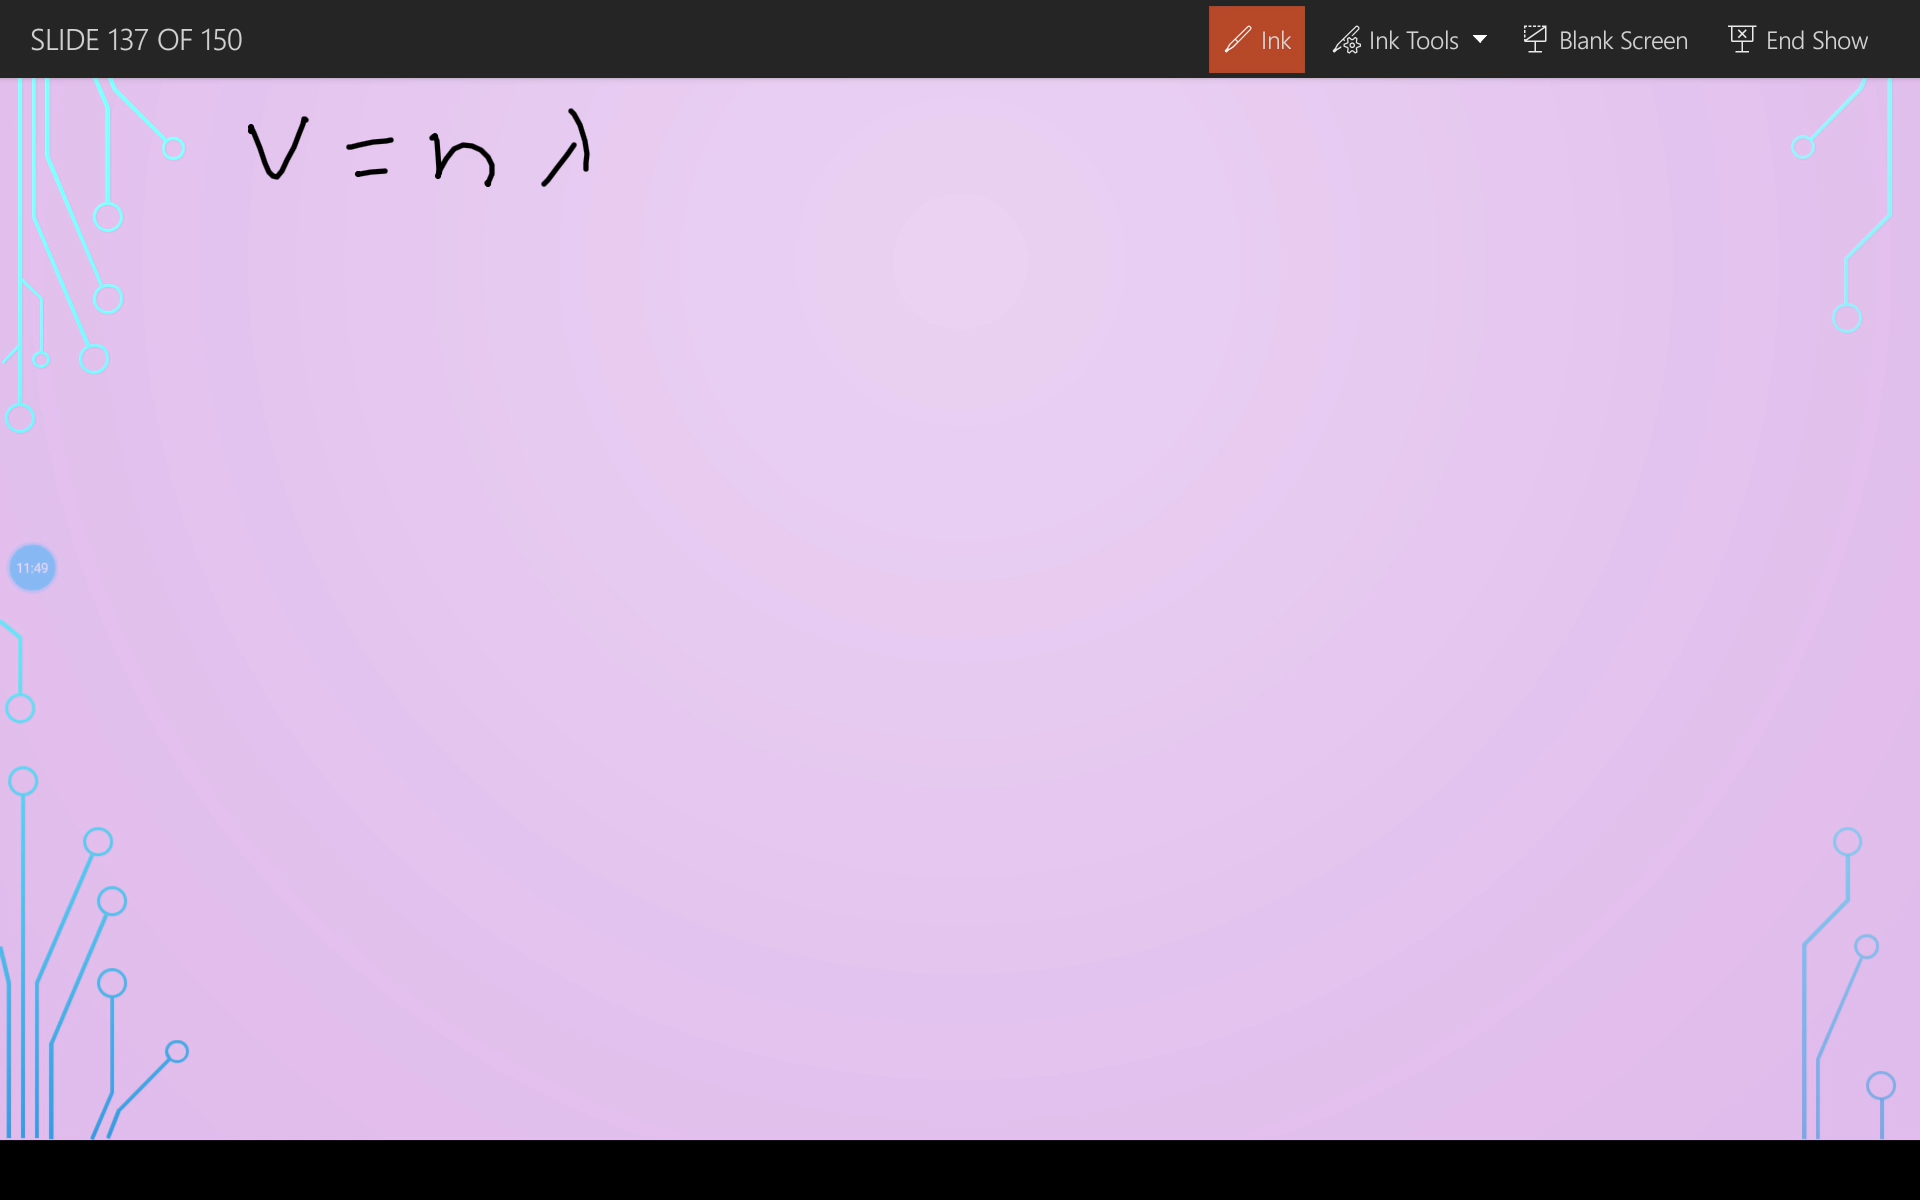 SLIDE 137 OF 150 Ink Ink Tools Blank Screen End Show
V = n λ
11:49